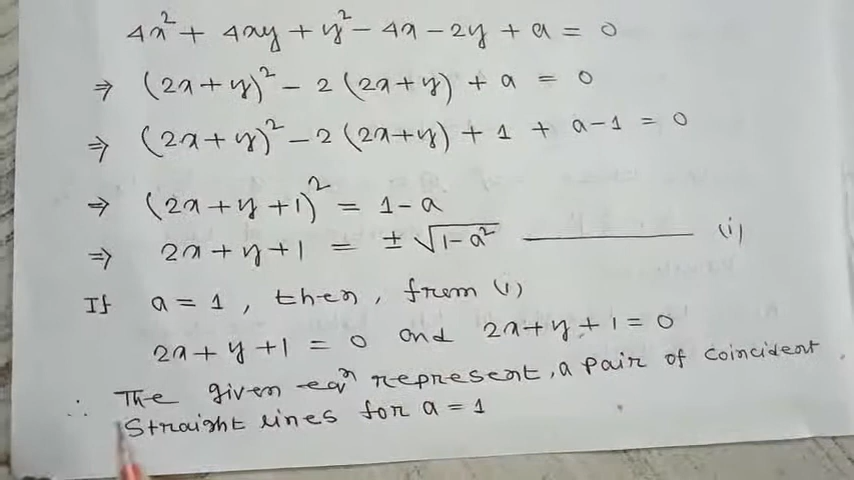 4x² + 4xy + y² - 4x - 2y + a = 0
⇒ (2x+y)² - 2(2x+y) + a = 0
⇒ (2x+y)² - 2(2x+y) + 1 + a-1 = 0
⇒ (2x+y+1)² = 1-a
⇒ 2x+y+1 = ± √1-a² ——— (i)
If a = 1, then, from (i)
2x+y+1 = 0 and 2x+y+1 = 0
∴ The given eqⁿ represent, a pair of coincident
Straight lines for a = 1